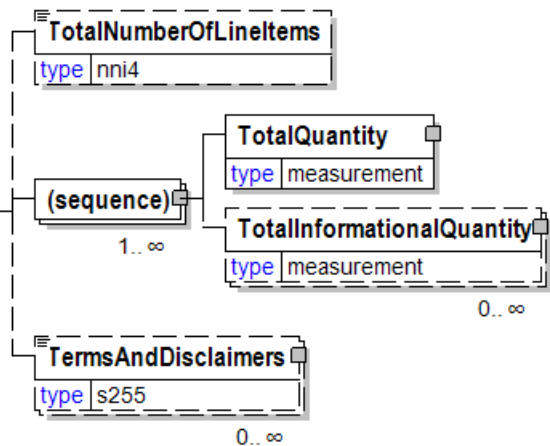 TotalNumberOfLineItems
type nni4
TotalQuantity
type measurement
(sequence)
1.. ∞
TotalInformationalQuantity
type measurement
0.. ∞
TermsAndDisclaimers
type s255
0.. ∞